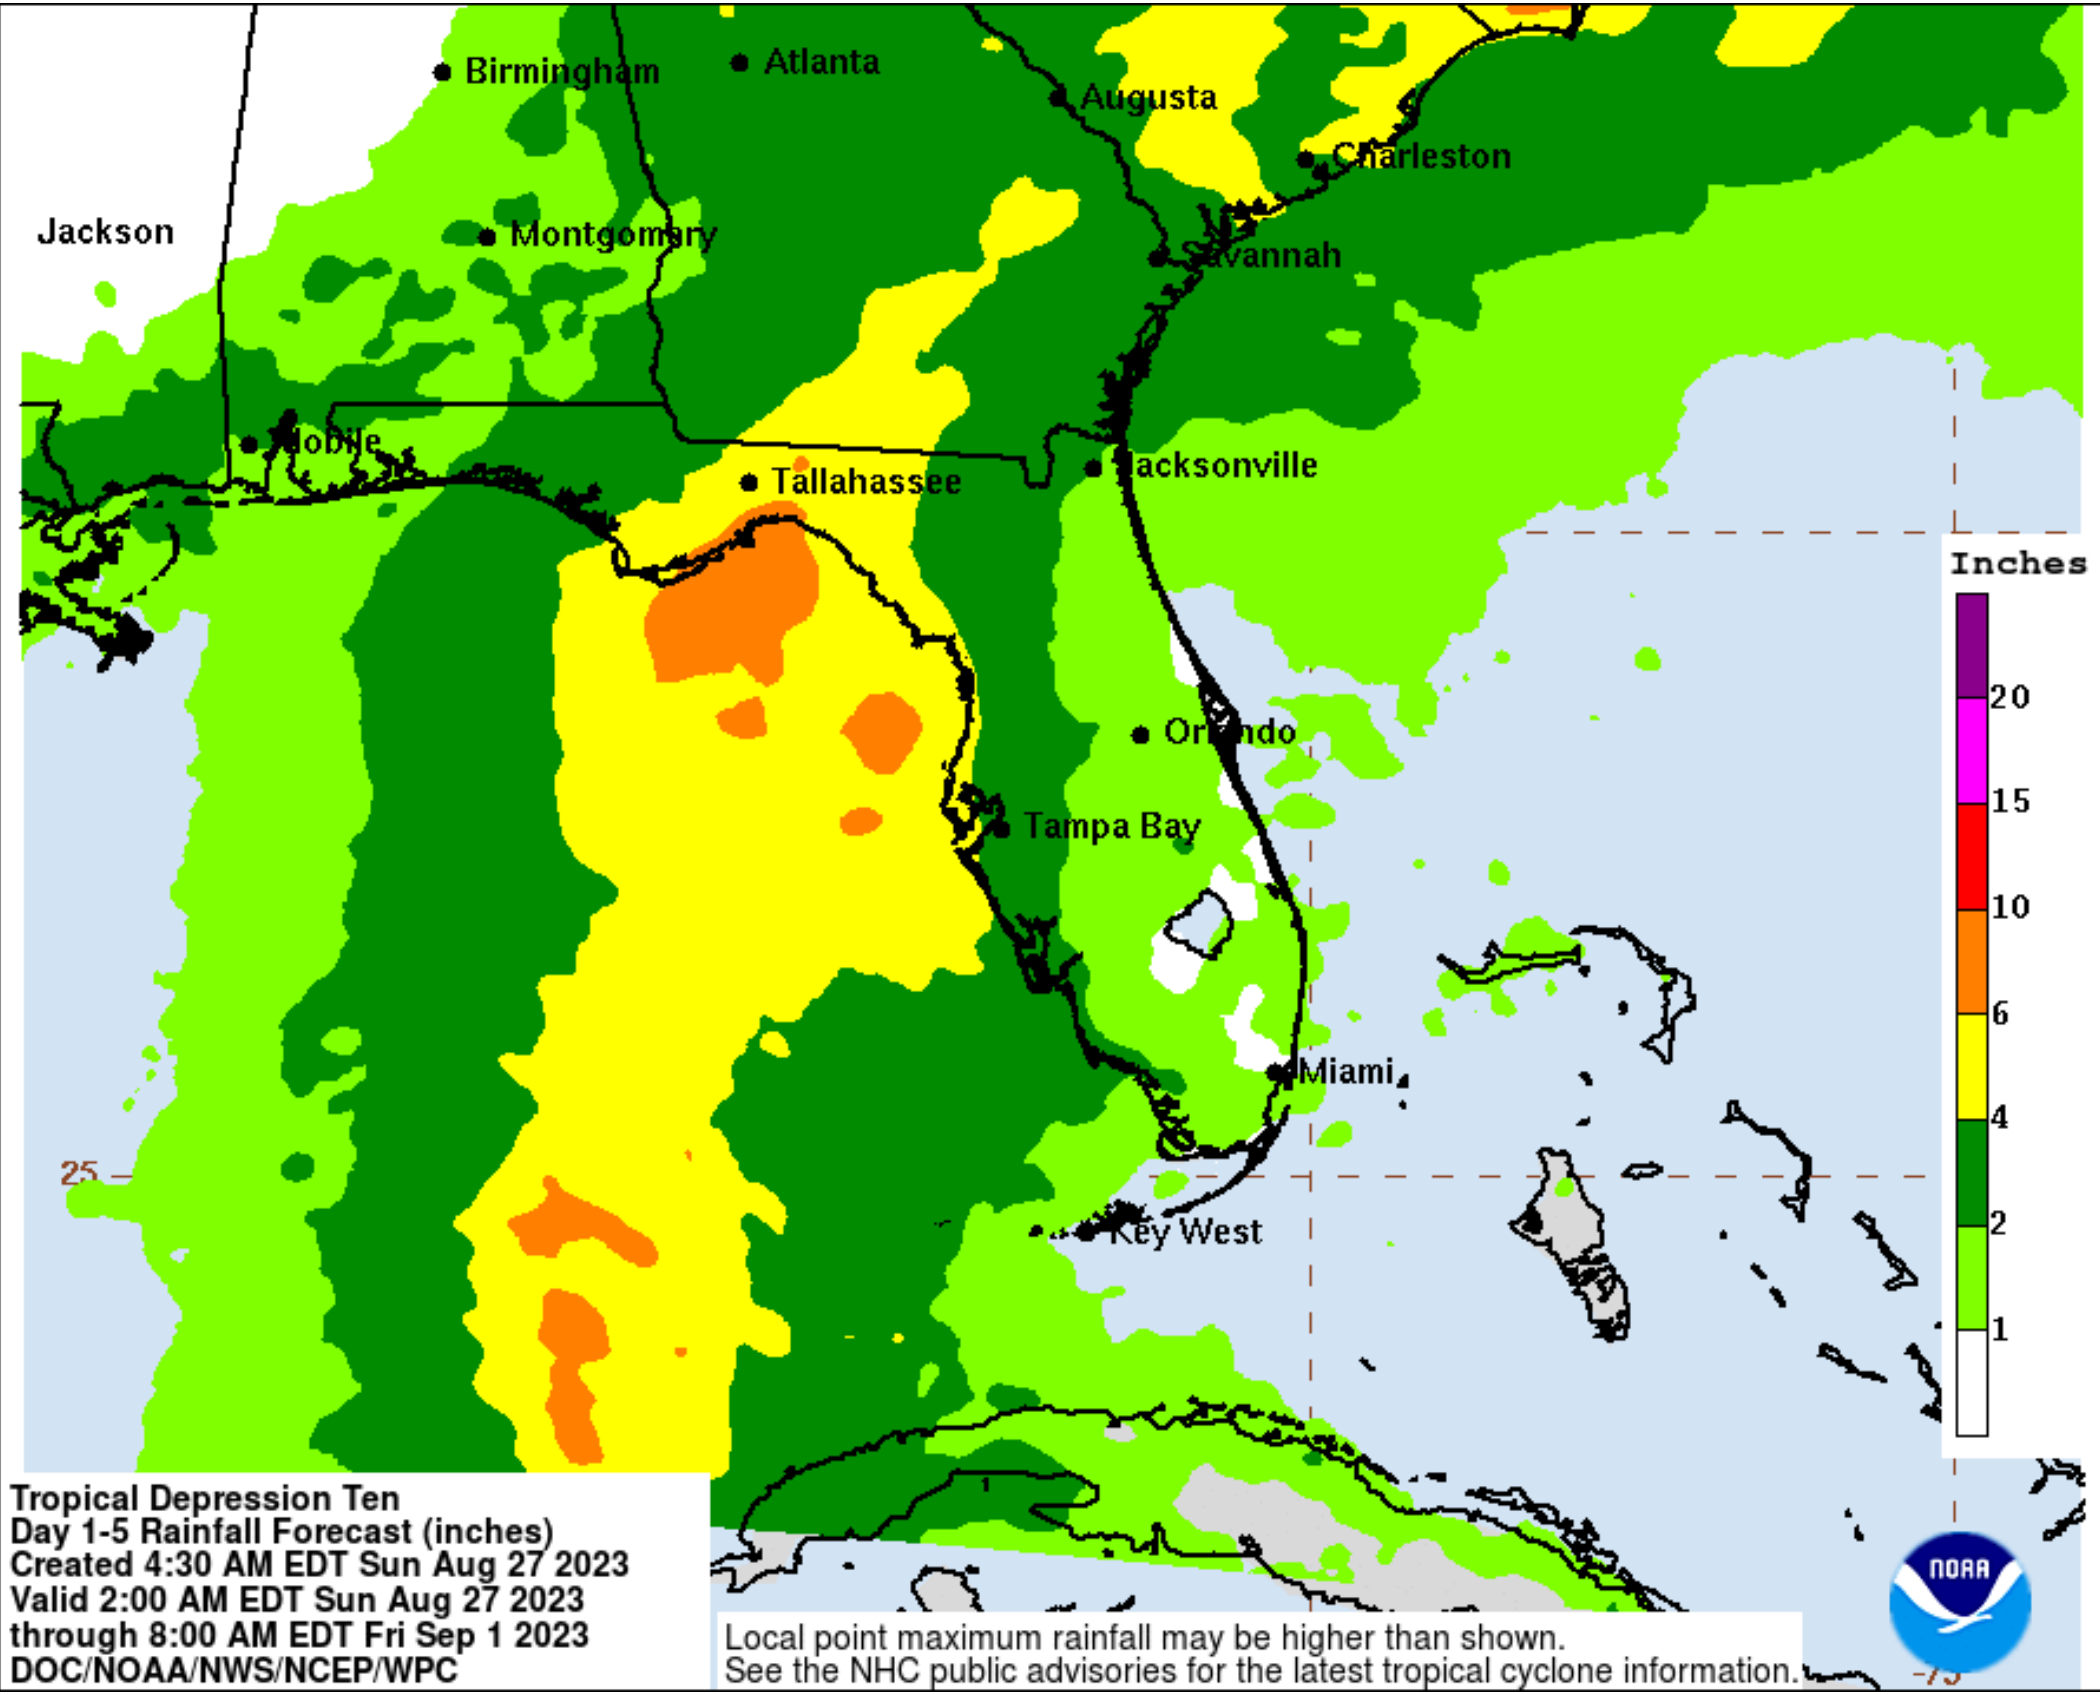 Birmingham
Atlanta
Augusta
Charleston
Jackson
Montgomery
Savannah
Mobile
Tallahassee
Jacksonville
Inches
20
15
10
6
4
2
1
Orlando
Tampa Bay
Miami
25
Key West
1
Tropical Depression Ten
Day 1-5 Rainfall Forecast (inches)
Created 4:30 AM EDT Sun Aug 27 2023
Valid 2:00 AM EDT Sun Aug 27 2023
through 8:00 AM EDT Fri Sep 1 2023
DOC/NOAA/NWS/NCEP/WPC
NOAA
Local point maximum rainfall may be higher than shown.
See the NHC public advisories for the latest tropical cyclone information.
-75